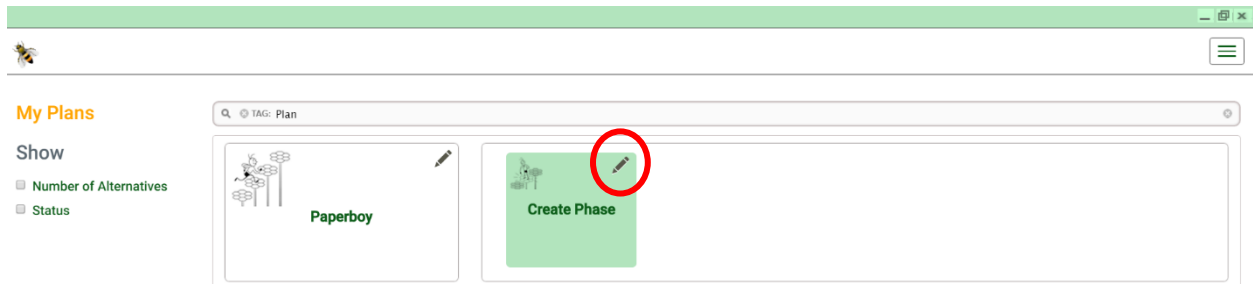 My Plans
TAG: Plan
Show
Number of Alternatives
Status
Paperboy
Create Phase